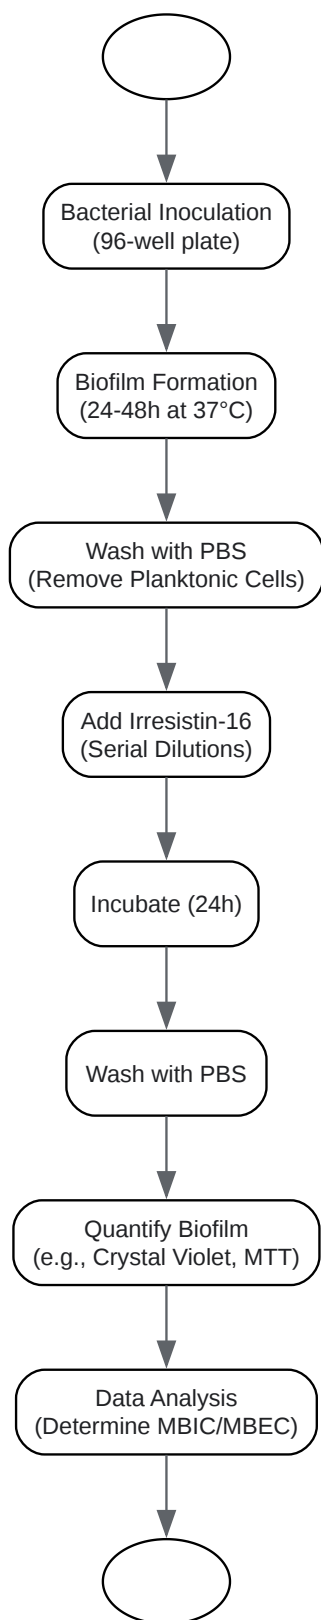 Bacterial Inoculation
(96-well plate)
Biofilm Formation
(24-48h at 37°C)
Wash with PBS
(Remove Planktonic Cells)
Add Irresistin-16
(Serial Dilutions)
Incubate (24h)
Wash with PBS
Quantify Biofilm
(e.g., Crystal Violet, MTT)
Data Analysis
(Determine MBIC/MBEC)